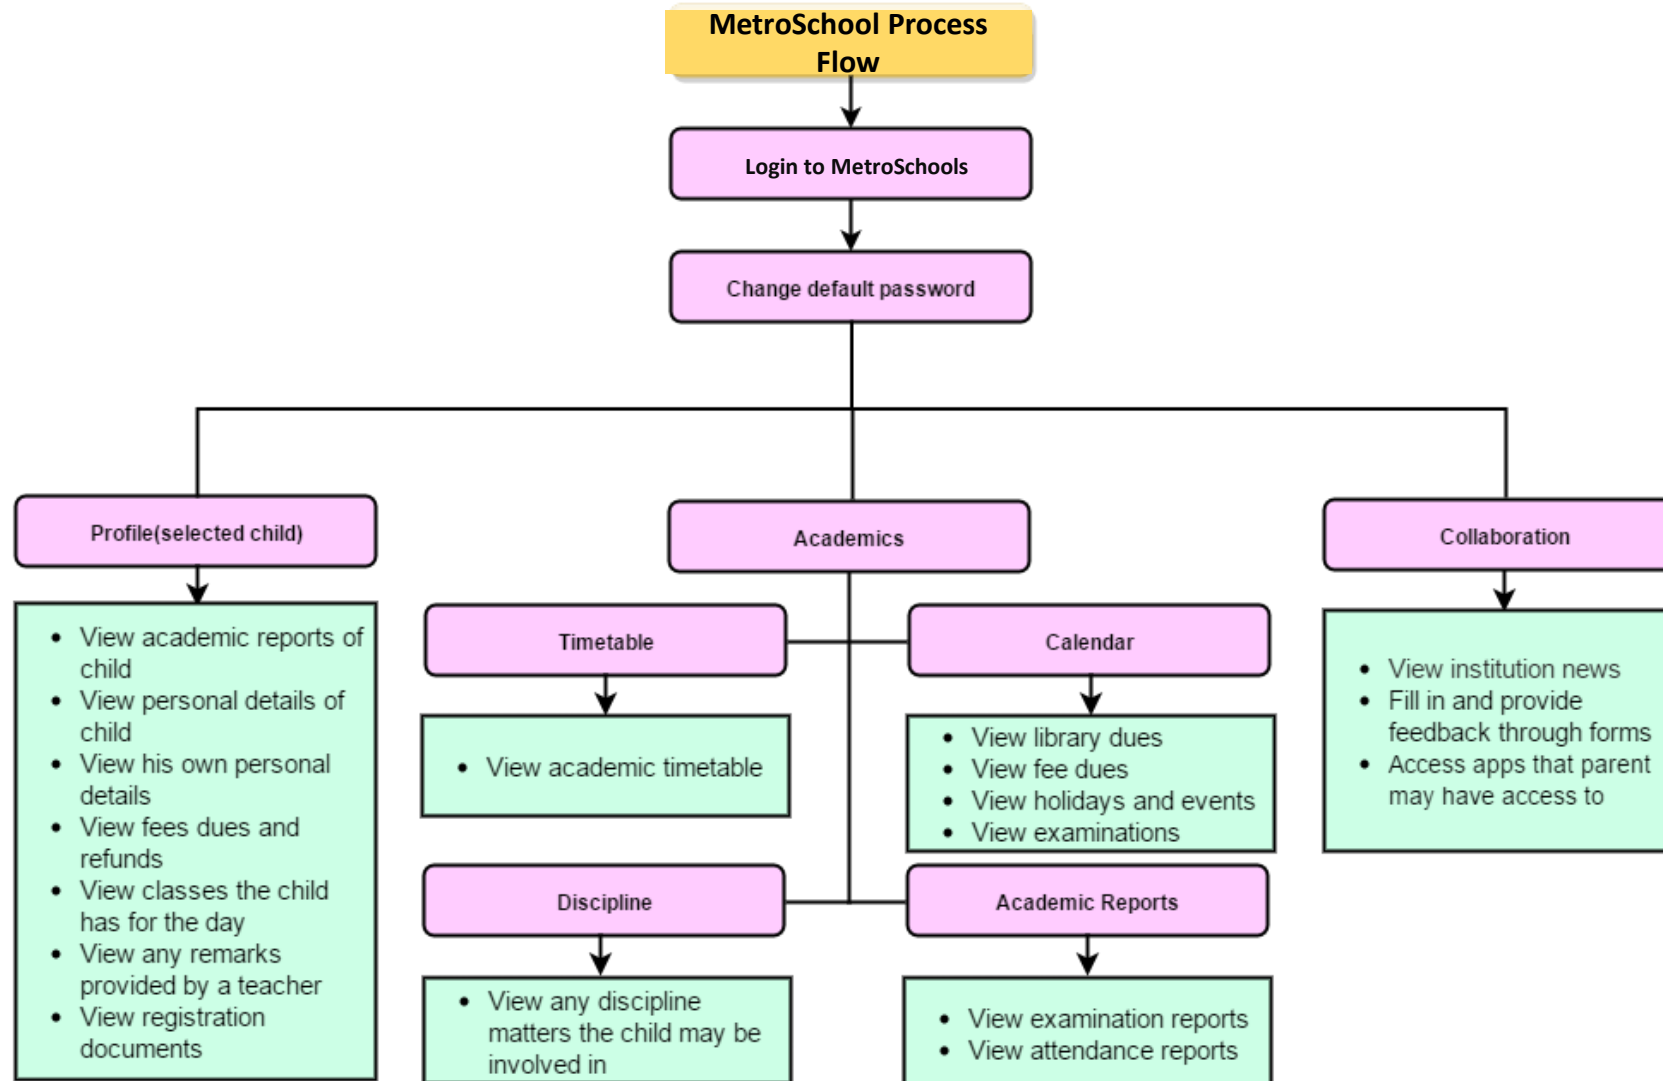 MetroSchool Process
Flow
Login to MetroSchools
Change default password
Profile(selected child)
• View academic reports of
child
• View personal details of
child
• View his own personal
details
• View fees dues and
refunds
• View classes the child
has for the day
• View any remarks
provided by a teacher
• View registration
documents
Academics
Timetable
• View academic timetable
Calendar
• View library dues
• View fee dues
• View holidays and events
• View examinations
Discipline
• View any discipline
matters the child may be
involved in
Academic Reports
• View examination reports
• View attendance reports
Collaboration
• View institution news
• Fill in and provide
feedback through forms
• Access apps that parent
may have access to